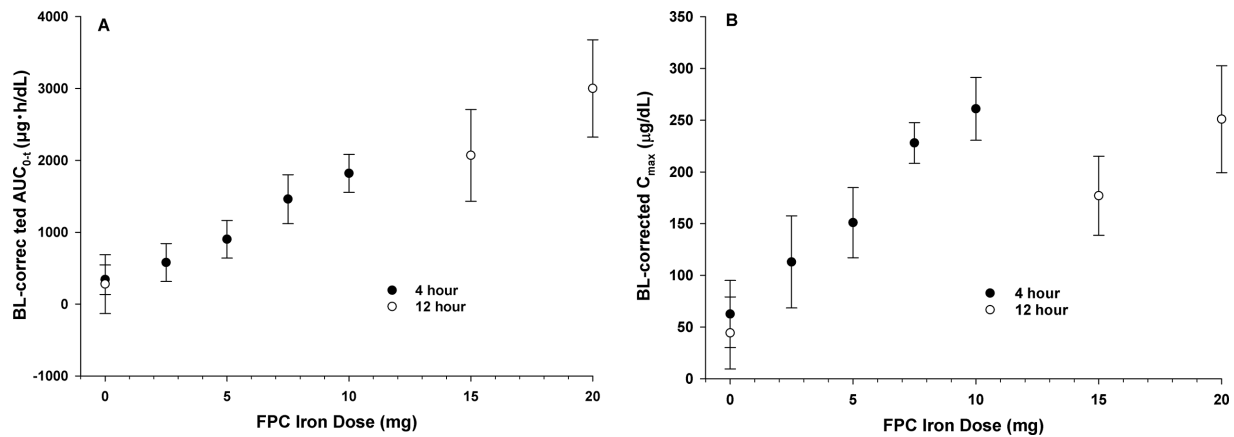 A
4000
3000
2000
1000
0
-1000
BL-correc ted AUC0-t (µg·h/dL)
4 hour
12 hour
0 5 10 15 20
FPC Iron Dose (mg)
B
350
300
250
200
150
100
50
0
BL-corrected Cmax (µg/dL)
4 hour
12 hour
0 5 10 15 20
FPC Iron Dose (mg)